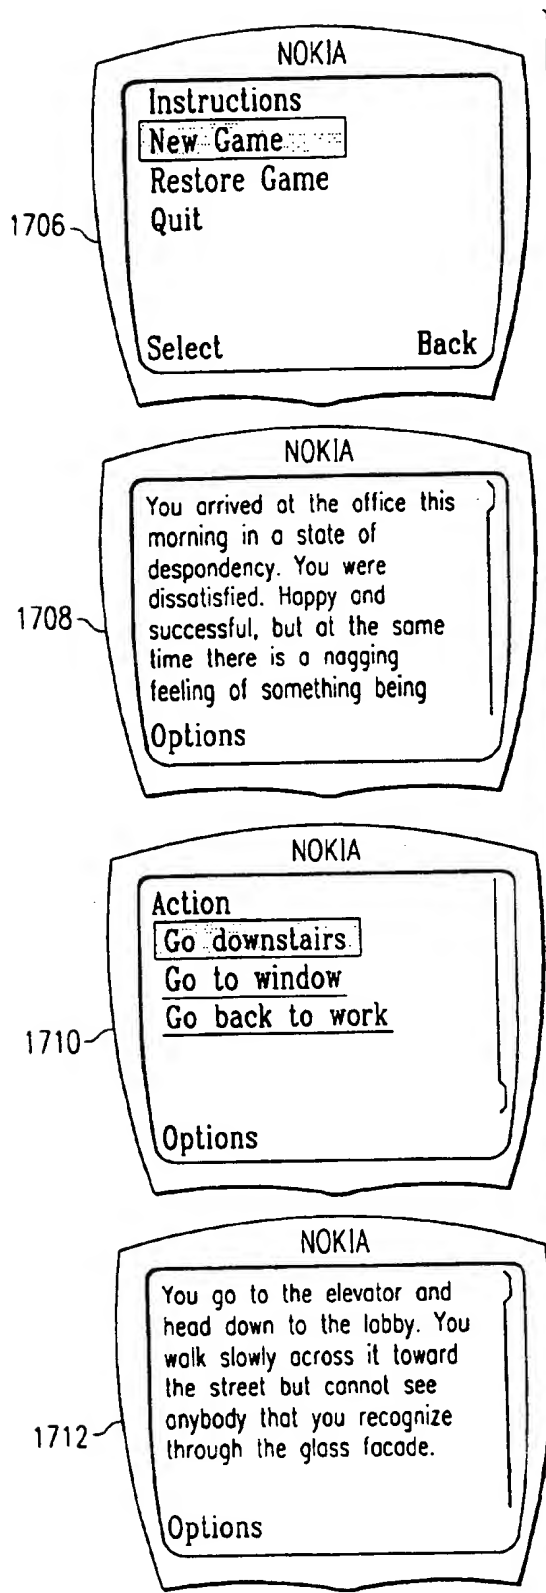 NOKIA
Instructions
New Game
Restore Game
Quit
1706
Select Back
NOKIA
You arrived at the office this
morning in a state of
despondency. You were
dissatisfied. Happy and
1708
successful, but at the same
time there is a nagging
feeling of something being
Options
NOKIA
Action
Go downstairs
Go to window
Go back to work
1710
Options
NOKIA
You go to the elevator and
head down to the lobby. You
walk slowly across it toward
the street but cannot see
anybody that you recognize
1712
through the glass facade.
Options